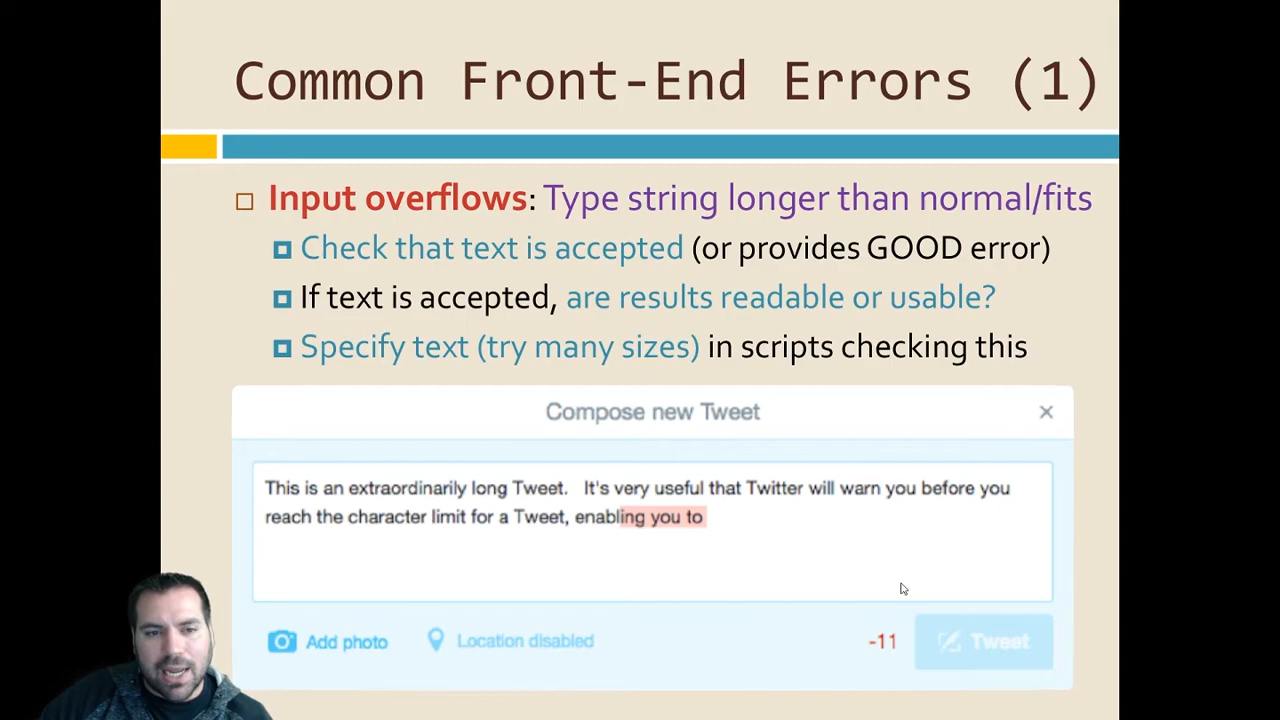 Common Front-End Errors (1)
Input overflows: Type string longer than normal/fits
Check that text is accepted (or provides GOOD error)
If text is accepted, are results readable or usable?
Specify text (try many sizes) in scripts checking this
Compose new Tweet ×
This is an extraordinarily long Tweet.   It's very useful that Twitter will warn you before you
reach the character limit for a Tweet, enabling you to
Add photo Location disabled -11 Tweet